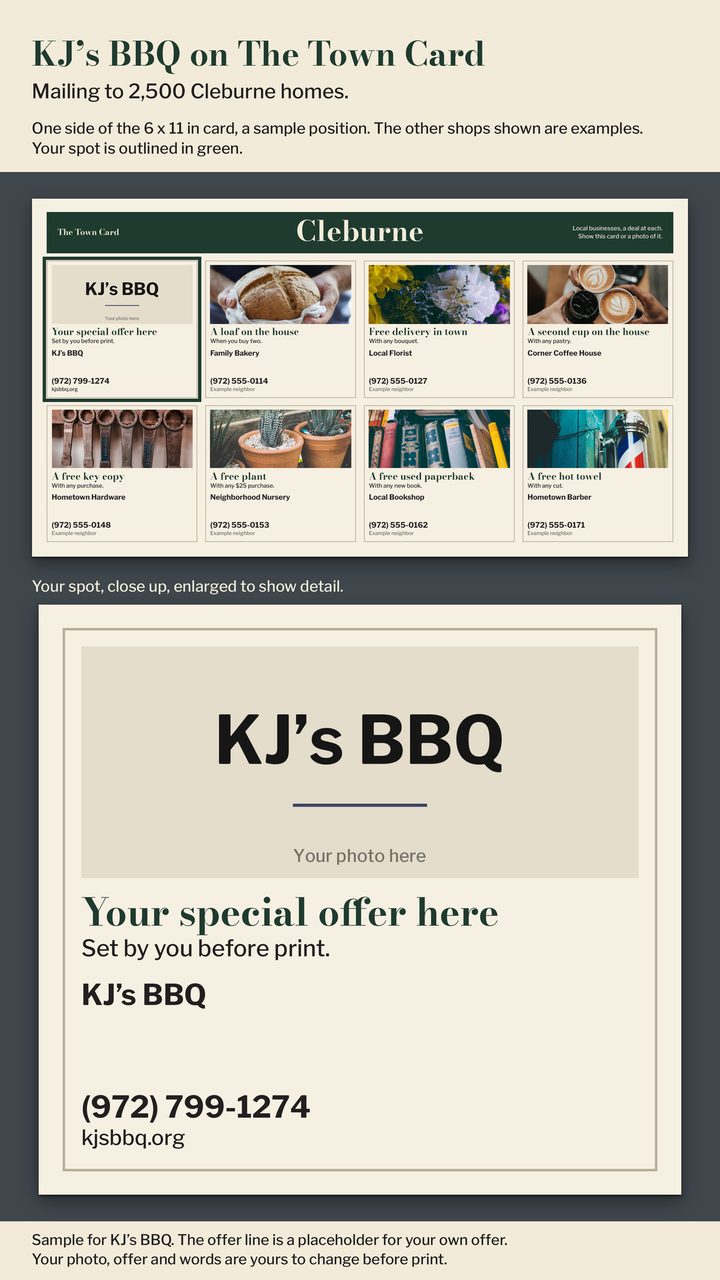 KJ’s BBQ on The Town Card
Mailing to 2,500 Cleburne homes.
One side of the 6 x 11 in card, a sample position. The other shops shown are examples.
Your spot is outlined in green.
The Town Card
Cleburne
Local businesses, a deal at each.
Show this card or a photo of it.
KJ’s BBQ
Your photo here
Your special offer here
Set by you before print.
KJ’s BBQ
(972) 799-1274
kjsbbq.org
A loaf on the house
When you buy two.
Family Bakery
(972) 555-0114
Example neighbor
Free delivery in town
With any bouquet.
Local Florist
(972) 555-0127
Example neighbor
A second cup on the house
With any pastry.
Corner Coffee House
(972) 555-0136
Example neighbor
A free key copy
With any purchase.
Hometown Hardware
(972) 555-0148
Example neighbor
A free plant
With any $25 purchase.
Neighborhood Nursery
(972) 555-0153
Example neighbor
A free used paperback
With any new book.
Local Bookshop
(972) 555-0162
Example neighbor
A free hot towel
With any cut.
Hometown Barber
(972) 555-0171
Example neighbor
Your spot, close up, enlarged to show detail.
KJ’s BBQ
Your photo here
Your special offer here
Set by you before print.
KJ’s BBQ
(972) 799-1274
kjsbbq.org
Sample for KJ’s BBQ. The offer line is a placeholder for your own offer.
Your photo, offer and words are yours to change before print.